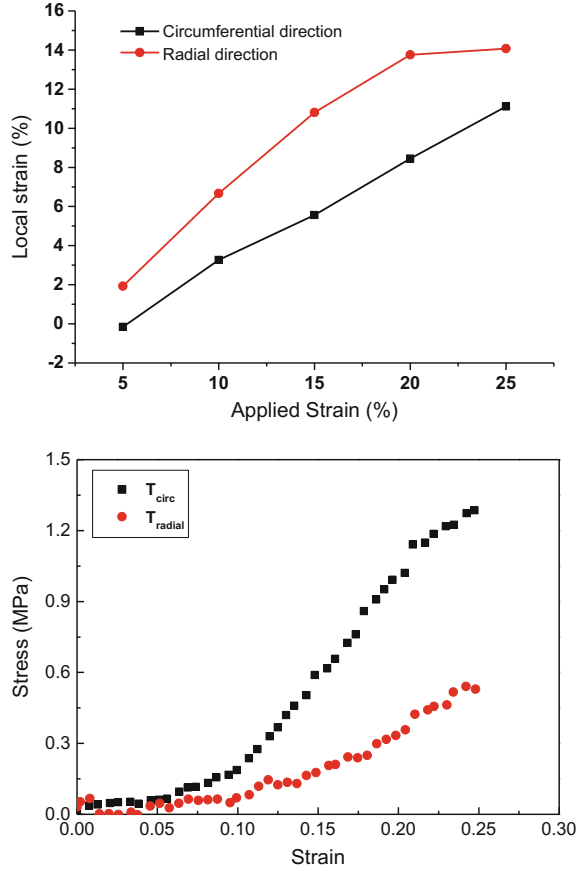 16
14
12
10
8
6
4
2
0
-2
Local strain (%)
Circumferential direction
Radial direction
5 10 15 20 25
Applied Strain (%)
1.5
1.2
0.9
0.6
0.3
0.0
Stress (MPa)
T_circ
T_radial
0.00 0.05 0.10 0.15 0.20 0.25 0.30
Strain